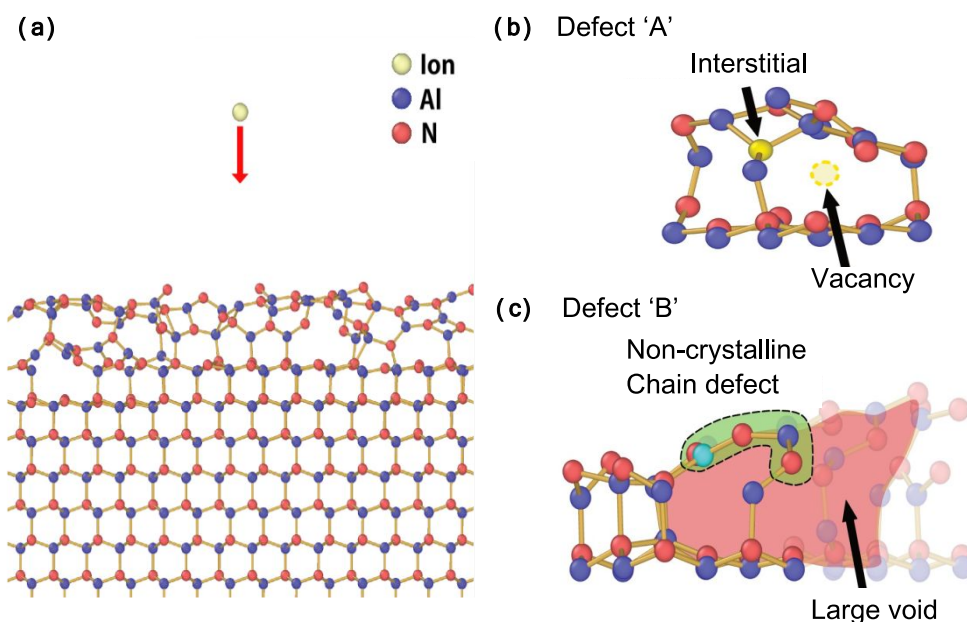 (a)
Ion
Al
N
(b) Defect ‘A’
Interstitial
Vacancy
(c) Defect ‘B’
Non-crystalline
Chain defect
Large void